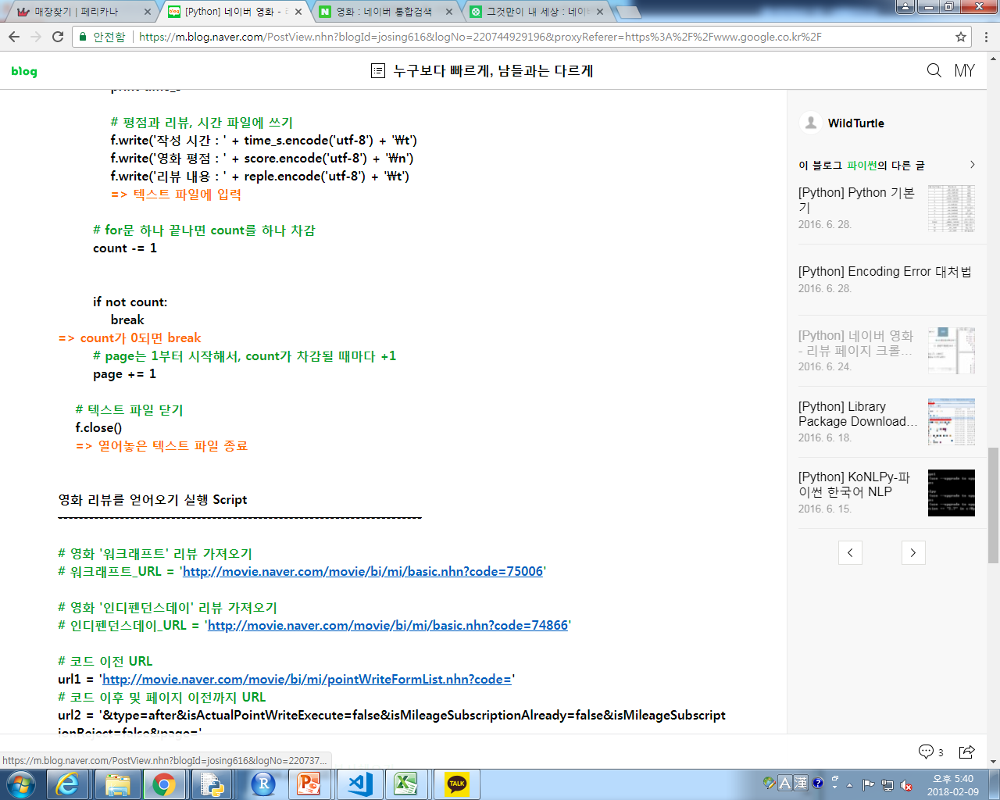 매장찾기 | 페리카나
[Python] 네이버 영화 -
영화 : 네이버 통합검색
그것만이 내 세상 : 네이
안전함
https://m.blog.naver.com/PostView.nhn?blogId=josing616&logNo=220744929196&proxyReferer=https%3A%2F%2Fwww.google.co.kr%2F
blog
누구보다 빠르게, 남들과는 다르게
MY
# 평점과 리뷰, 시간 파일에 쓰기
f.write('작성 시간 : ' + time_s.encode('utf-8') + '₩t')
f.write('영화 평점 : ' + score.encode('utf-8') + '₩n')
f.write('리뷰 내용 : ' + reple.encode('utf-8') + '₩t')
=> 텍스트 파일에 입력
# for문 하나 끝나면 count를 하나 차감
count -= 1
if not count:
break
=> count가 0되면 break
# page는 1부터 시작해서, count가 차감될 때마다 +1
page += 1
# 텍스트 파일 닫기
f.close()
=> 열어놓은 텍스트 파일 종료
영화 리뷰를 얻어오기 실행 Script
------------------------------------------------------------------------
# 영화 '워크래프트' 리뷰 가져오기
# 워크래프트_URL = 'http://movie.naver.com/movie/bi/mi/basic.nhn?code=75006'
# 영화 '인디펜던스데이' 리뷰 가져오기
# 인디펜던스데이_URL = 'http://movie.naver.com/movie/bi/mi/basic.nhn?code=74866'
# 코드 이전 URL
url1 = 'http://movie.naver.com/movie/bi/mi/pointWriteFormList.nhn?code='
# 코드 이후 및 페이지 이전까지 URL
url2 = '&type=after&isActualPointWriteExecute=false&isMileageSubscriptionAlready=false&isMileageSubscript
ionReject=false&page='
WildTurtle
이 블로그 파이썬의 다른 글
[Python] Python 기본
기
2016. 6. 28.
[Python] Encoding Error 대처법
2016. 6. 28.
[Python] 네이버 영화
- 리뷰 페이지 크롤...
2016. 6. 24.
[Python] Library
Package Download...
2016. 6. 18.
[Python] KoNLPy-파
이썬 한국어 NLP
2016. 6. 15.
3
https://m.blog.naver.com/PostView.nhn?blogId=josing616&logNo=220737...
TALK
A 漢
오후 5:40
2018-02-09